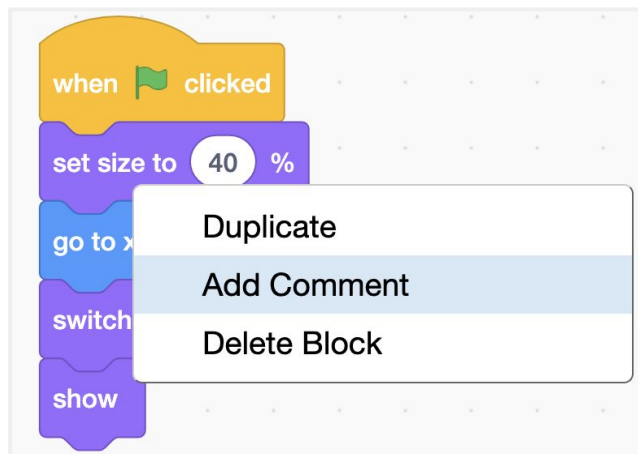 when clicked
set size to 40 %
go to x
switch
show
Duplicate
Add Comment
Delete Block